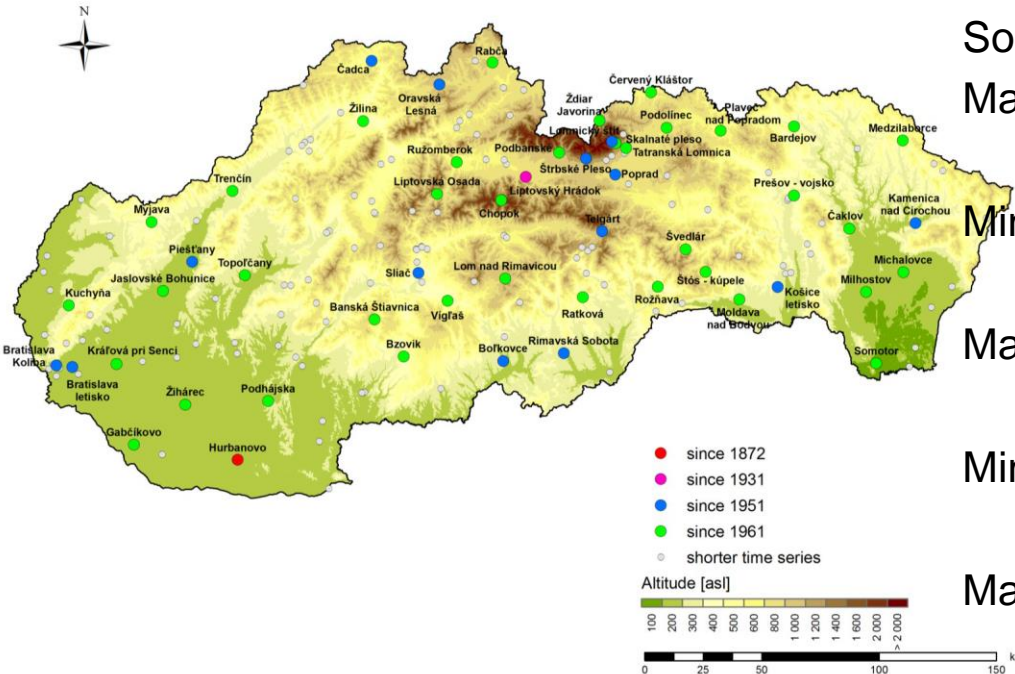 N
So
Ma
Min
Ma
Min
Ma
Rabča
Čadca
Oravská
Lesná
Červený Kláštor
Ždiar
Javorina
Plaveč
nad Popradom
Podolínec
Bardejov
Medzilaborce
Žilina
Lomnický štít
Skalnaté pleso
Tatranská Lomnica
Ružomberok
Podbanské
Štrbské Pleso
Poprad
Trenčín
Liptovská Osada
Liptovský Hrádok
Chopok
Prešov - vojsko
Kamenica
nad Cirochou
Myjava
Čaklov
Telgárt
Piešťany
Topoľčany
Švedlár
Jaslovské Bohunice
Sliač
Lom nad Rimavicou
Štós - kúpele
Michalovce
Milhostov
Kuchyňa
Banská Štiavnica
Vígľaš
Ratková
Rožňava
Moldava
nad Bodvou
Košice
letisko
Bratislava
Koliba
Kráľová pri Senci
Bzovík
Boľkovce
Rimavská Sobota
Somotor
Bratislava
letisko
Žihárec
Podhájska
Gabčíkovo
Hurbanovo
since 1872
since 1931
since 1951
since 1961
shorter time series
Altitude [asl]
100 200 300 400 500 600 800 1 000 1 200 1 400 1 600 2 000 > 2 000
0 25 50 100 150 k